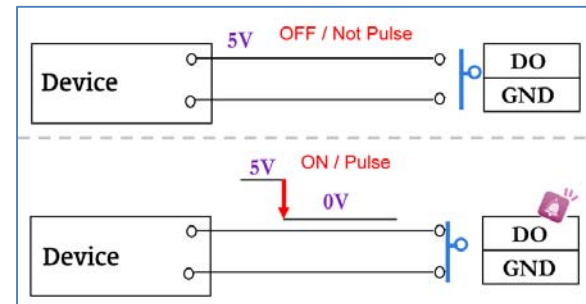 5V OFF / Not Pulse
Device
DO
GND
5V ON / Pulse
0V
Device
DO
GND